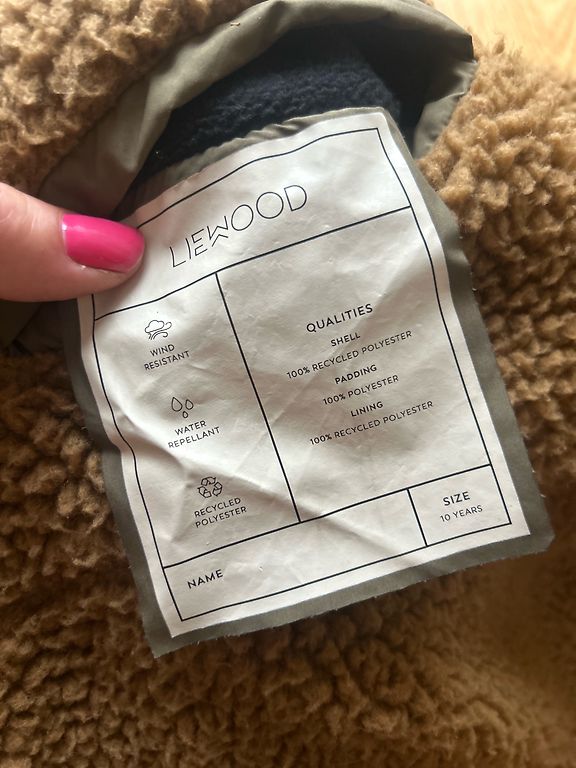 LIEWOOD
WIND
RESISTANT
WATER
REPELLANT
RECYCLED
POLYESTER
QUALITIES
SHELL
100% RECYCLED POLYESTER
PADDING
100% POLYESTER
LINING
100% RECYCLED POLYESTER
NAME
SIZE
10 YEARS